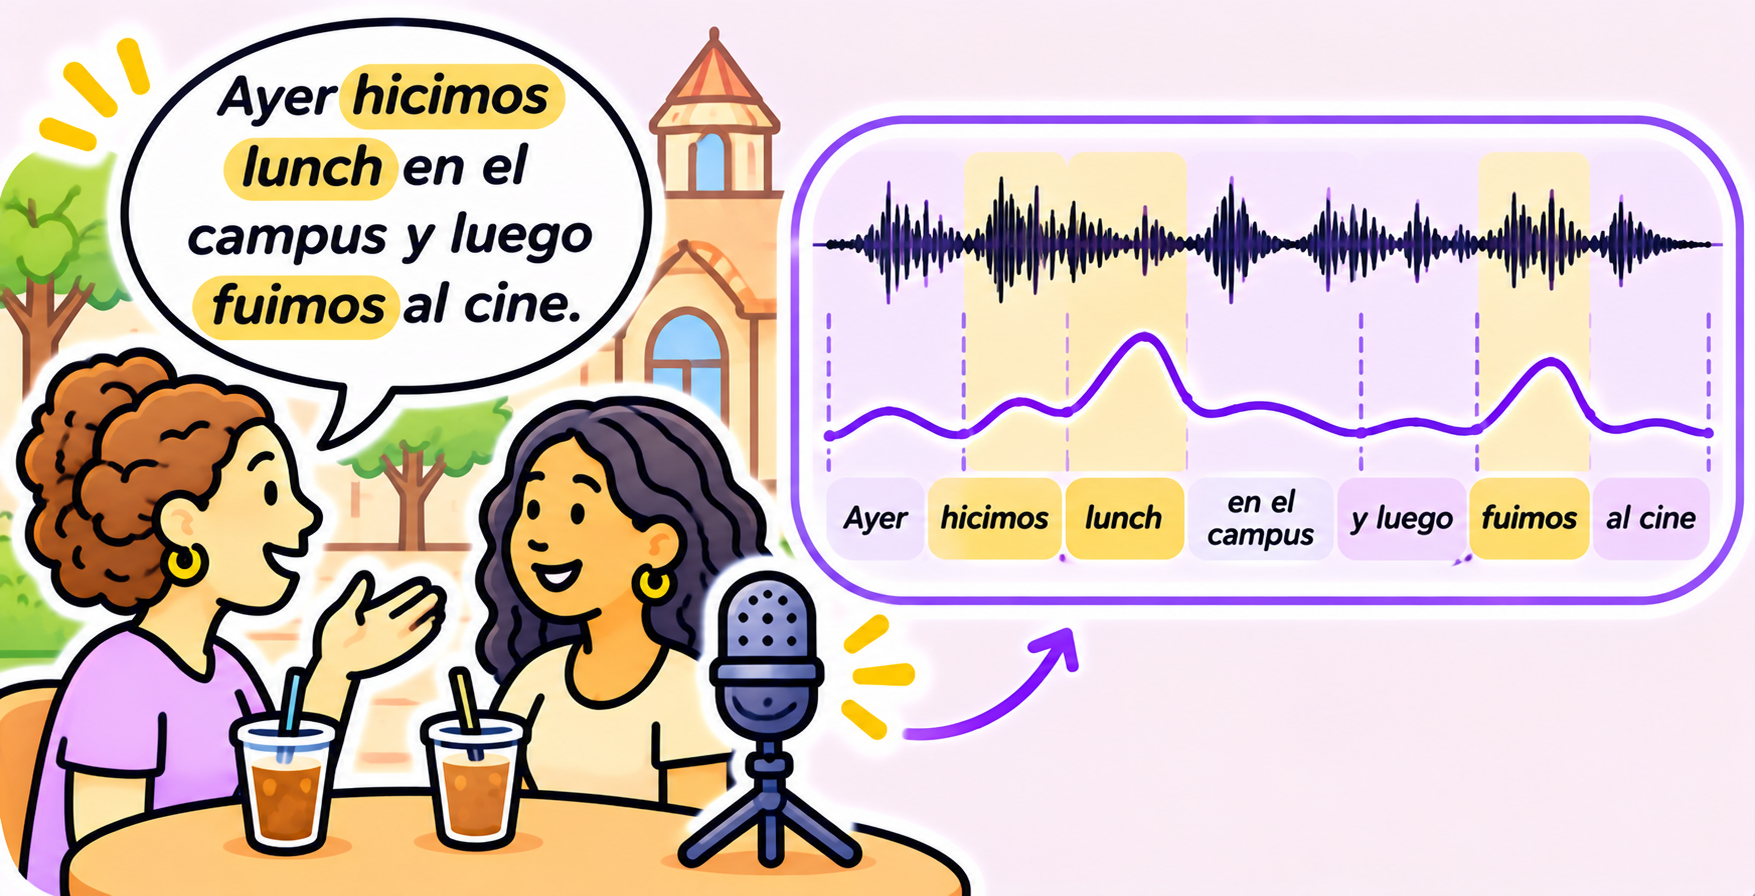 Ayer hicimos
lunch en el
campus y luego
fuimos al cine.
Ayer
hicimos
lunch
en el
campus
y luego
fuimos
al cine